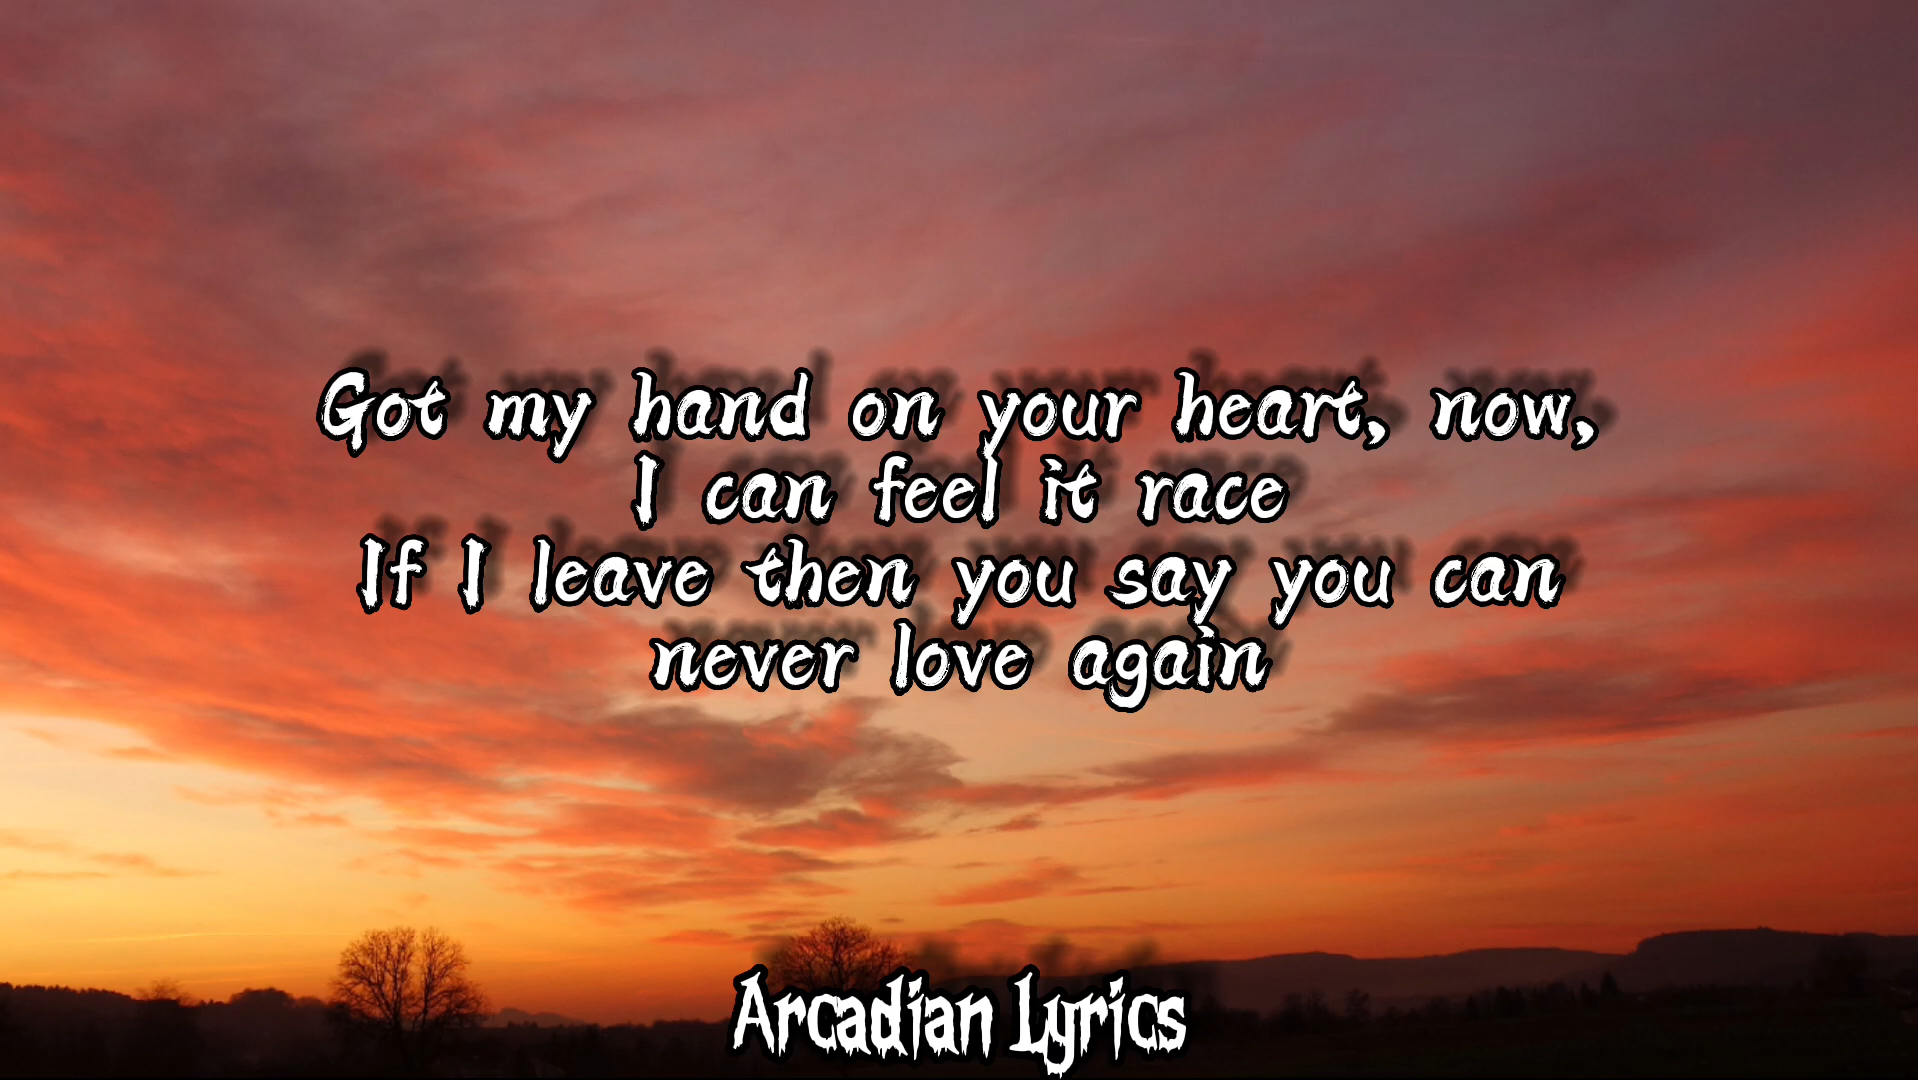 Got my hand on your heart, now,
I can feel it race
If I leave then you say you can
never love again
Arcadian Lyrics